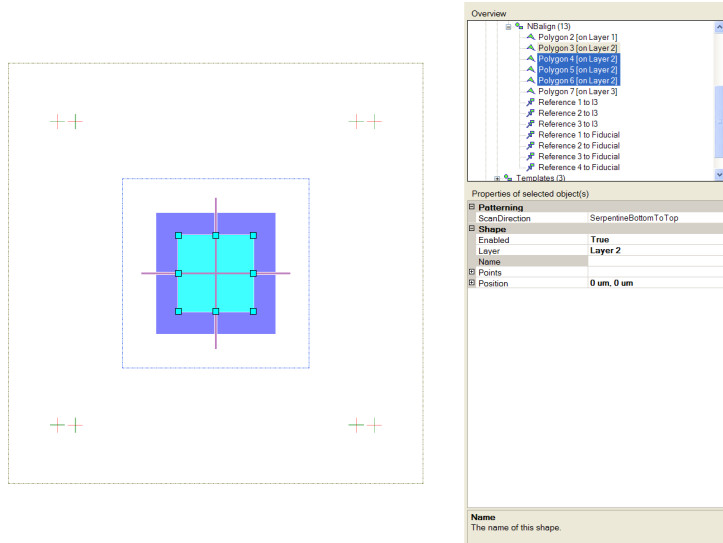 Overview
NBalign (13)
Polygon 2 [on Layer 1]
Polygon 3 [on Layer 2]
Polygon 4 [on Layer 2]
Polygon 5 [on Layer 2]
Polygon 6 [on Layer 2]
Polygon 7 [on Layer 3]
Reference 1 to I3
Reference 2 to I3
Reference 3 to I3
Reference 1 to Fiducial
Reference 2 to Fiducial
Reference 3 to Fiducial
Reference 4 to Fiducial
Templates (3)
Properties of selected object(s)
Patterning
ScanDirection SerpentineBottomToTop
Shape
Enabled True
Layer Layer 2
Name
Points
Position 0 um, 0 um
Name
The name of this shape.